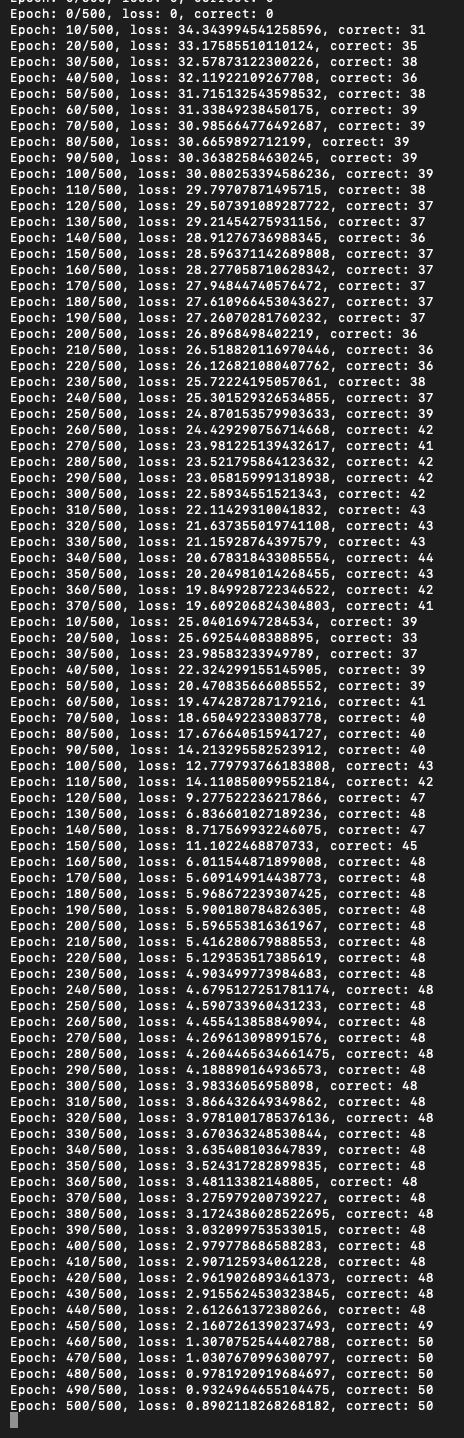 Epoch: 0/500, loss: 0, correct: 0
Epoch: 0/500, loss: 0, correct: 0
Epoch: 10/500, loss: 34.343994541258596, correct: 31
Epoch: 20/500, loss: 33.17585510110124, correct: 35
Epoch: 30/500, loss: 32.57873122300226, correct: 38
Epoch: 40/500, loss: 32.11922109267708, correct: 36
Epoch: 50/500, loss: 31.715132543598532, correct: 38
Epoch: 60/500, loss: 31.33849238450175, correct: 39
Epoch: 70/500, loss: 30.985664776492687, correct: 39
Epoch: 80/500, loss: 30.6659892712199, correct: 39
Epoch: 90/500, loss: 30.36382584630245, correct: 39
Epoch: 100/500, loss: 30.080253394586236, correct: 39
Epoch: 110/500, loss: 29.79707871495715, correct: 38
Epoch: 120/500, loss: 29.507391089287722, correct: 37
Epoch: 130/500, loss: 29.21454275931156, correct: 37
Epoch: 140/500, loss: 28.91276736988345, correct: 36
Epoch: 150/500, loss: 28.596371142689808, correct: 37
Epoch: 160/500, loss: 28.277058710628342, correct: 37
Epoch: 170/500, loss: 27.94844740576472, correct: 37
Epoch: 180/500, loss: 27.610966453043627, correct: 37
Epoch: 190/500, loss: 27.26070281760232, correct: 37
Epoch: 200/500, loss: 26.8968498402219, correct: 36
Epoch: 210/500, loss: 26.518820116970446, correct: 36
Epoch: 220/500, loss: 26.126821080407762, correct: 36
Epoch: 230/500, loss: 25.72224195057061, correct: 38
Epoch: 240/500, loss: 25.301529326534855, correct: 37
Epoch: 250/500, loss: 24.870153579903633, correct: 39
Epoch: 260/500, loss: 24.429290756714668, correct: 42
Epoch: 270/500, loss: 23.981225139432617, correct: 41
Epoch: 280/500, loss: 23.521795864123632, correct: 42
Epoch: 290/500, loss: 23.058159991318938, correct: 42
Epoch: 300/500, loss: 22.58934551521343, correct: 42
Epoch: 310/500, loss: 22.11429310041832, correct: 43
Epoch: 320/500, loss: 21.637355019741108, correct: 43
Epoch: 330/500, loss: 21.15928764397579, correct: 43
Epoch: 340/500, loss: 20.678318433085554, correct: 44
Epoch: 350/500, loss: 20.204981014268455, correct: 43
Epoch: 360/500, loss: 19.849928722346522, correct: 42
Epoch: 370/500, loss: 19.609206824304803, correct: 41
Epoch: 10/500, loss: 25.04016947284534, correct: 39
Epoch: 20/500, loss: 25.69254408388895, correct: 33
Epoch: 30/500, loss: 23.98583233949789, correct: 37
Epoch: 40/500, loss: 22.324299155145905, correct: 39
Epoch: 50/500, loss: 20.470835666085552, correct: 39
Epoch: 60/500, loss: 19.474287287179216, correct: 41
Epoch: 70/500, loss: 18.650492233083778, correct: 40
Epoch: 80/500, loss: 17.676640515941727, correct: 40
Epoch: 90/500, loss: 14.213295582523912, correct: 40
Epoch: 100/500, loss: 12.779793766183808, correct: 43
Epoch: 110/500, loss: 14.110850099552184, correct: 42
Epoch: 120/500, loss: 9.277522236217866, correct: 47
Epoch: 130/500, loss: 6.836601027189236, correct: 48
Epoch: 140/500, loss: 8.717569932246075, correct: 47
Epoch: 150/500, loss: 11.1022468870733, correct: 45
Epoch: 160/500, loss: 6.011544871899008, correct: 48
Epoch: 170/500, loss: 5.609149914438773, correct: 48
Epoch: 180/500, loss: 5.968672239307425, correct: 48
Epoch: 190/500, loss: 5.900180784826305, correct: 48
Epoch: 200/500, loss: 5.596553816361967, correct: 48
Epoch: 210/500, loss: 5.416280679888553, correct: 48
Epoch: 220/500, loss: 5.129353517385619, correct: 48
Epoch: 230/500, loss: 4.903499773984683, correct: 48
Epoch: 240/500, loss: 4.6795127251781174, correct: 48
Epoch: 250/500, loss: 4.590733960431233, correct: 48
Epoch: 260/500, loss: 4.455413858849094, correct: 48
Epoch: 270/500, loss: 4.269613098991576, correct: 48
Epoch: 280/500, loss: 4.2604465634661475, correct: 48
Epoch: 290/500, loss: 4.188890164936573, correct: 48
Epoch: 300/500, loss: 3.98336056958098, correct: 48
Epoch: 310/500, loss: 3.866432649349862, correct: 48
Epoch: 320/500, loss: 3.9781001785376136, correct: 48
Epoch: 330/500, loss: 3.670363248530844, correct: 48
Epoch: 340/500, loss: 3.635408103647839, correct: 48
Epoch: 350/500, loss: 3.524317282899835, correct: 48
Epoch: 360/500, loss: 3.48113382148805, correct: 48
Epoch: 370/500, loss: 3.275979200739227, correct: 48
Epoch: 380/500, loss: 3.1724386028522695, correct: 48
Epoch: 390/500, loss: 3.032099753533015, correct: 48
Epoch: 400/500, loss: 2.979778686588283, correct: 48
Epoch: 410/500, loss: 2.907125934061228, correct: 48
Epoch: 420/500, loss: 2.9619026893461373, correct: 48
Epoch: 430/500, loss: 2.9155624530323845, correct: 48
Epoch: 440/500, loss: 2.612661372380266, correct: 48
Epoch: 450/500, loss: 2.1607261390237493, correct: 49
Epoch: 460/500, loss: 1.3070752544402788, correct: 50
Epoch: 470/500, loss: 1.0307670996300797, correct: 50
Epoch: 480/500, loss: 0.9781920919684697, correct: 50
Epoch: 490/500, loss: 0.9324964655104475, correct: 50
Epoch: 500/500, loss: 0.8902118268268182, correct: 50